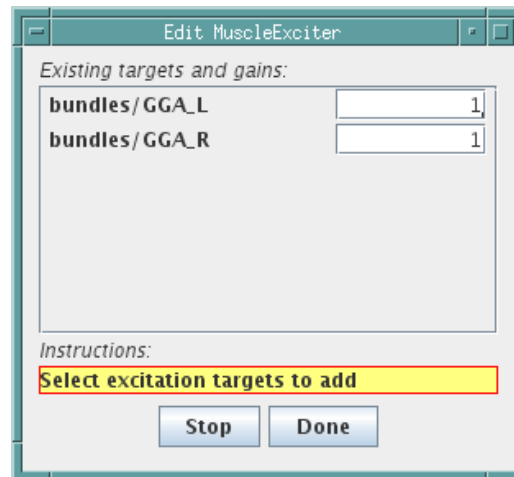 Edit MuscleExciter
Existing targets and gains:
bundles/GGA_L 1
bundles/GGA_R 1
Instructions:
Select excitation targets to add
Stop Done